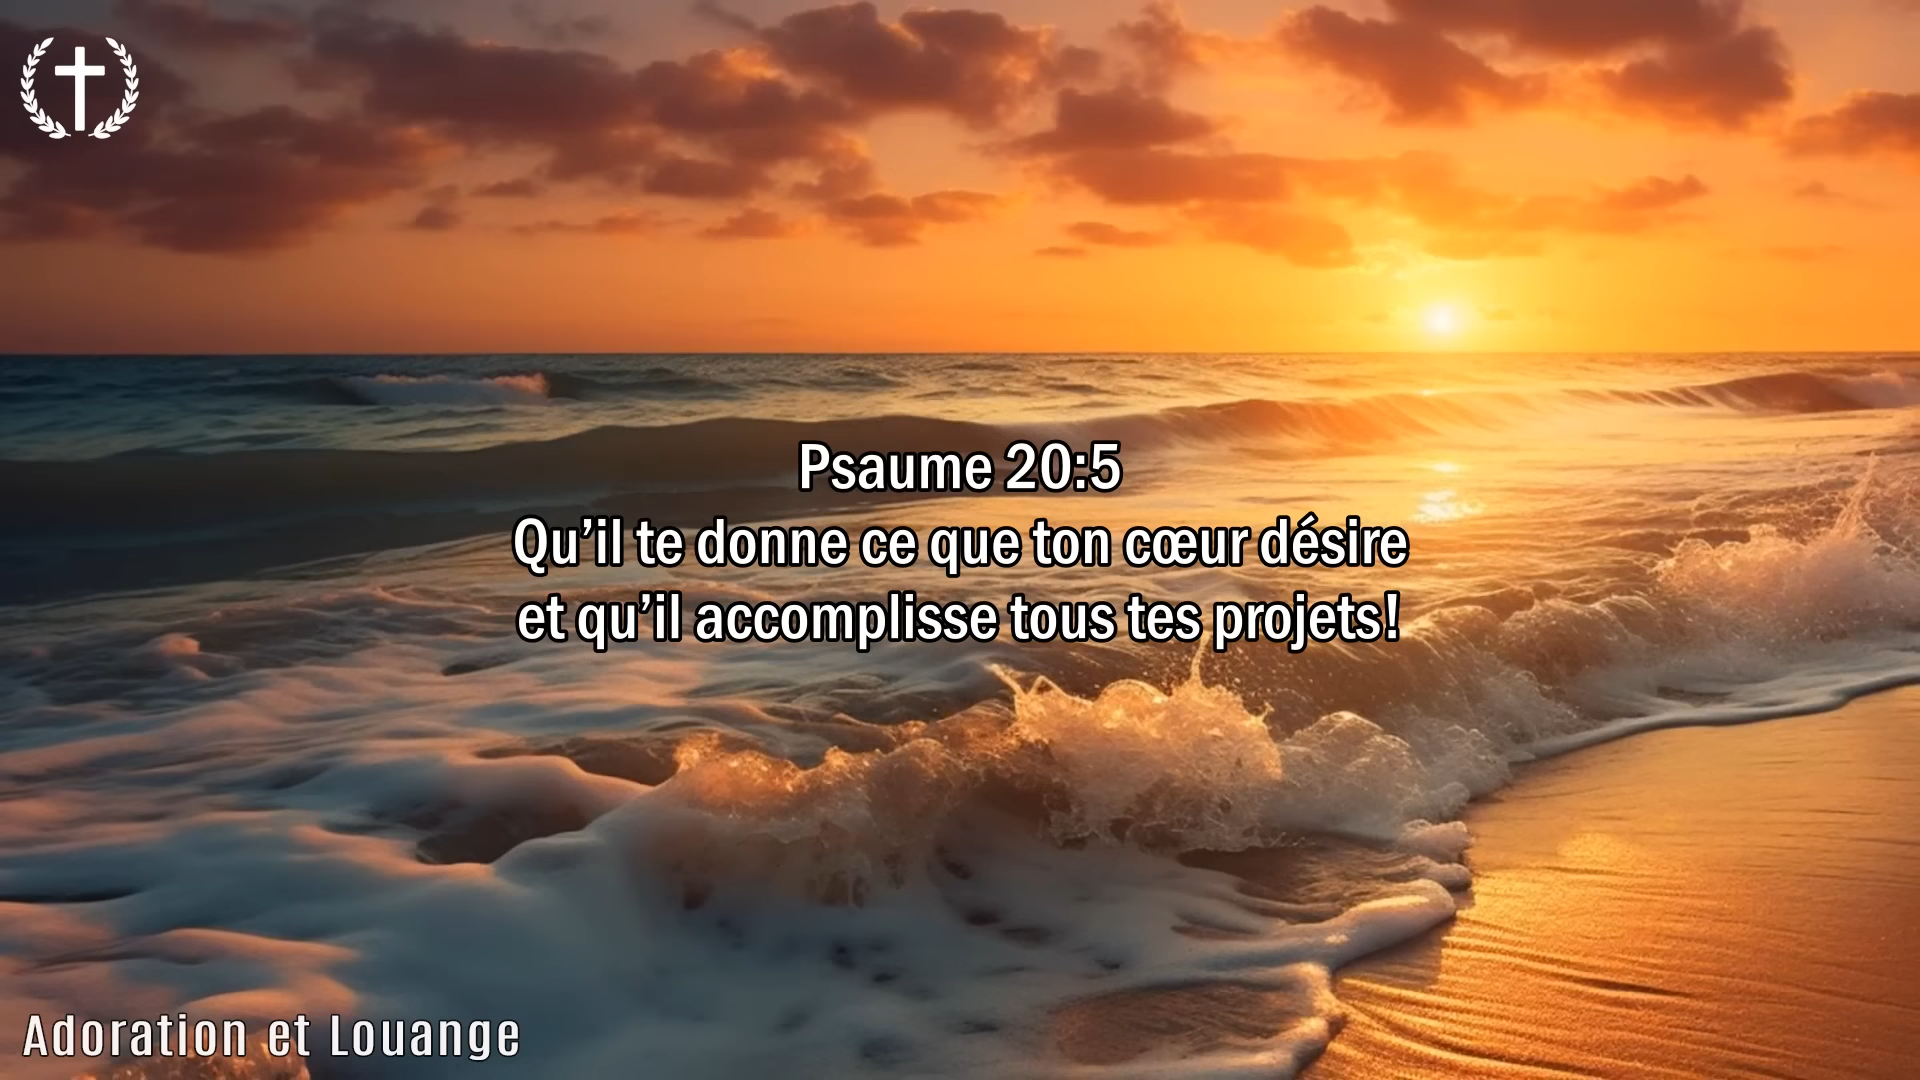 Psaume 20:5
Qu’il te donne ce que ton cœur désire
et qu’il accomplisse tous tes projets!
Adoration et Louange